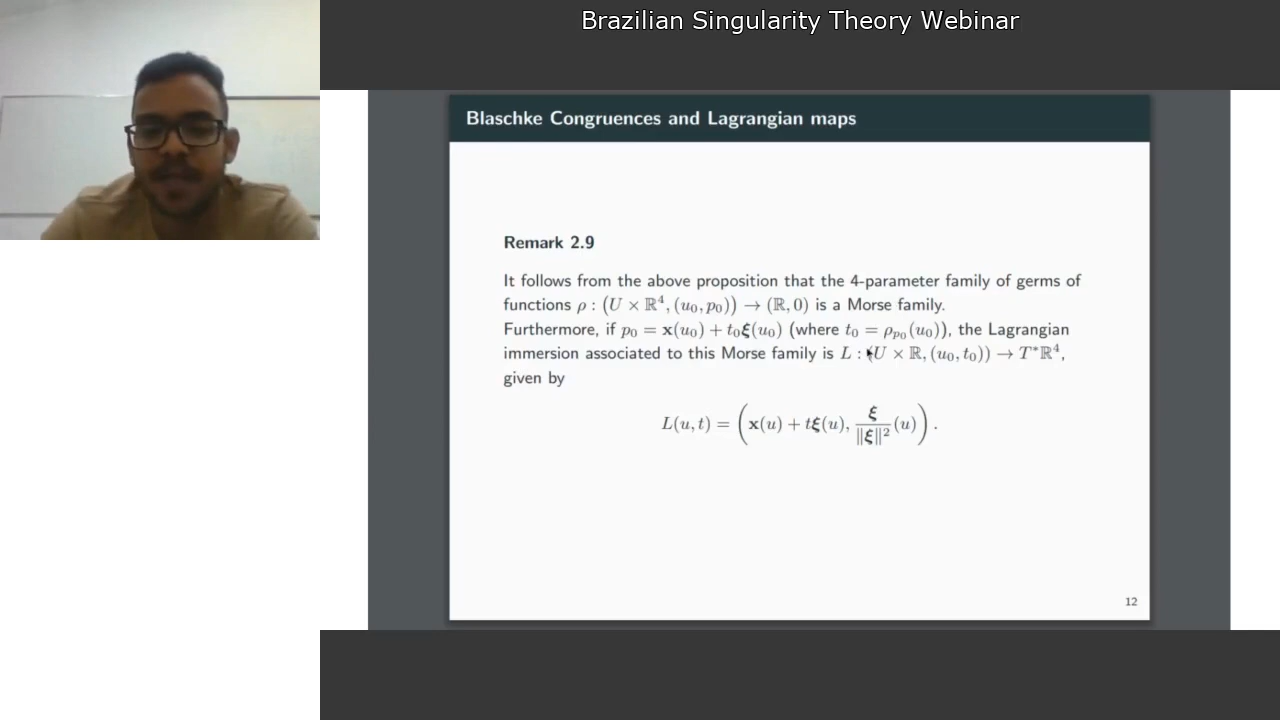 Brazilian Singularity Theory Webinar
Blaschke Congruences and Lagrangian maps
Remark 2.9
It follows from the above proposition that the 4-parameter family of germs of
functions ρ : (U × ℝ⁴, (u₀, p₀)) → (ℝ, 0) is a Morse family.
Furthermore, if p₀ = x(u₀) + t₀ξ(u₀) (where t₀ = ρ_{p₀}(u₀)), the Lagrangian
immersion associated to this Morse family is L : (U × ℝ, (u₀, t₀)) → T*ℝ⁴,
given by
L(u, t) = (x(u) + tξ(u), ξ/‖ξ‖² (u)).
12